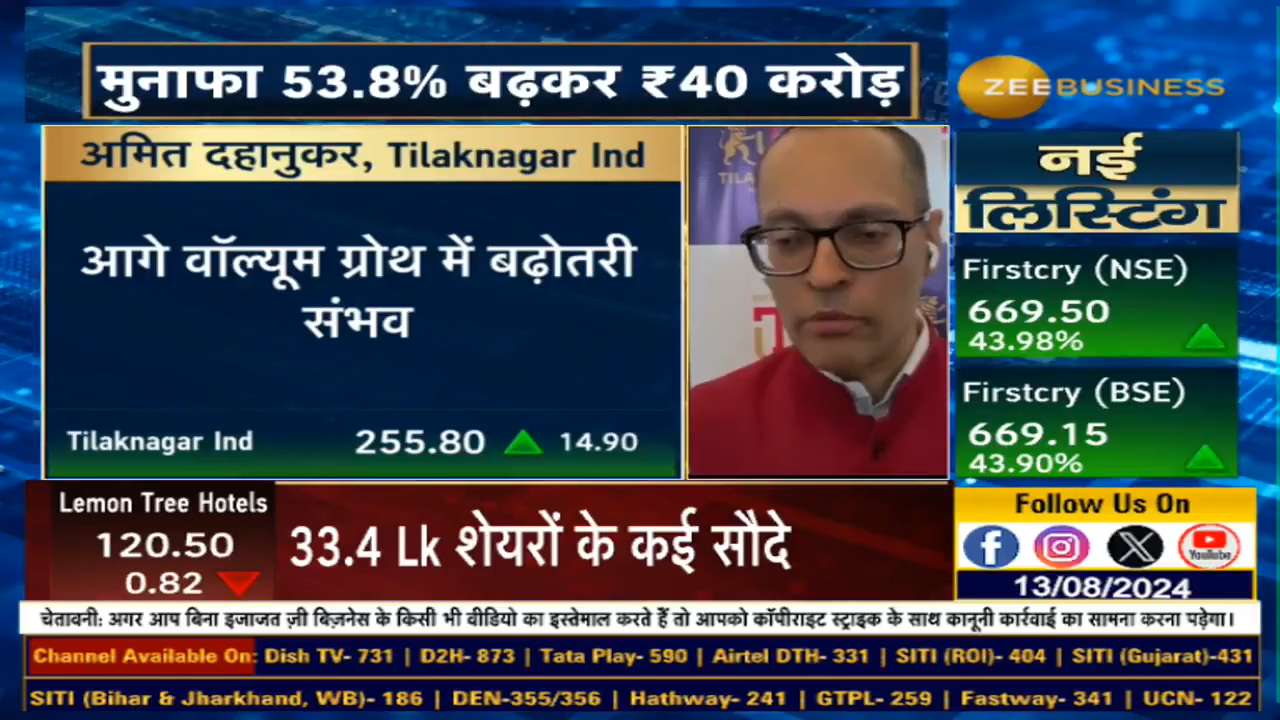 मुनाफा 53.8% बढ़कर ₹40 करोड़
ZEEBUSINESS
अमित दहानुकर, Tilaknagar Ind
आगे वॉल्यूम ग्रोथ में बढ़ोतरी
संभव
Tilaknagar Ind 255.80 14.90
TILA
नई
लिस्टिंग
Firstcry (NSE)
669.50
43.98%
Firstcry (BSE)
669.15
43.90%
Lemon Tree Hotels
120.50
0.82
33.4 Lk शेयरों के कई सौदे
Follow Us On
YouTube
13/08/2024
चेतावनी: अगर आप बिना इजाजत ज़ी बिज़नेस के किसी भी वीडियो का इस्तेमाल करते हैं तो आपको कॉपीराइट स्ट्राइक के साथ कानूनी कार्रवाई का सामना करना पड़ेगा।
Channel Available On: Dish TV- 731 | D2H- 873 | Tata Play- 590 | Airtel DTH- 331 | SITI (ROI)- 404 | SITI (Gujarat)-431
SITI (Bihar & Jharkhand, WB)- 186 | DEN-355/356 | Hathway- 241 | GTPL- 259 | Fastway- 341 | UCN- 122